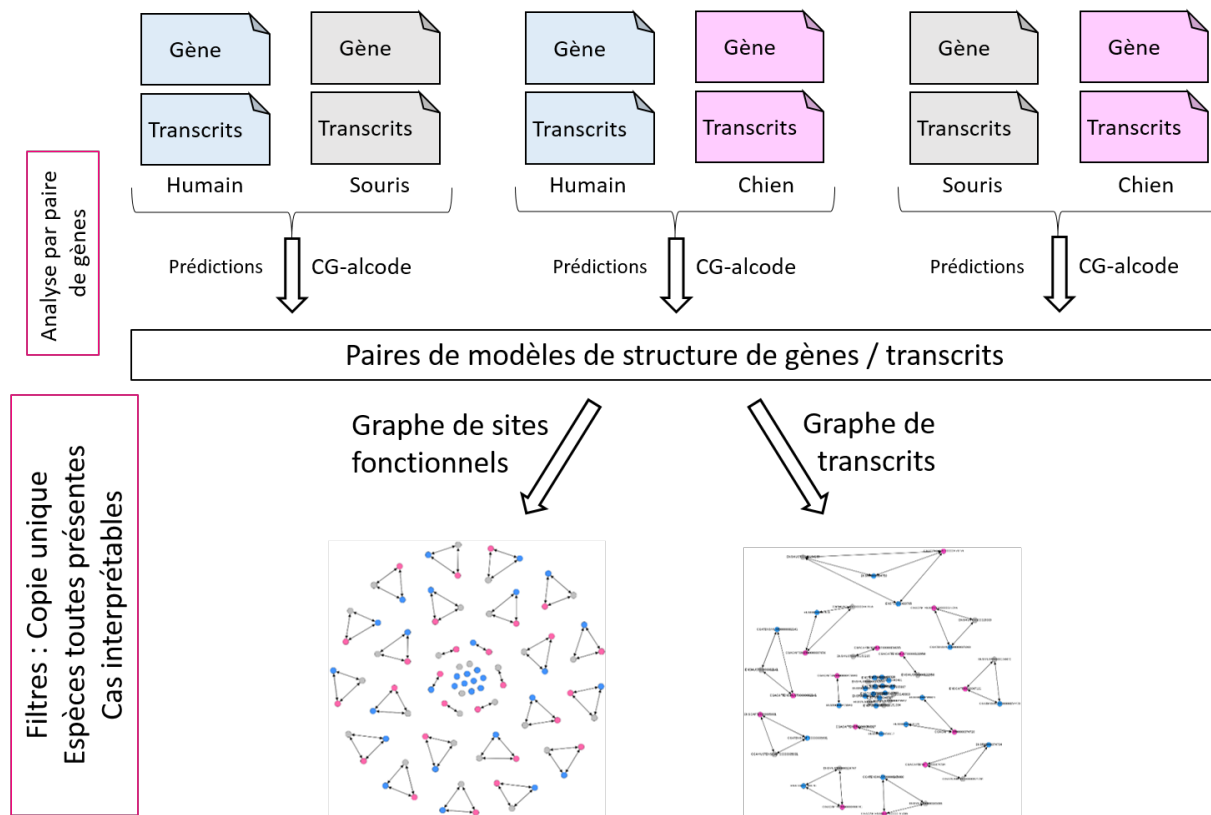 Gène
Gène
Gène
Gène
Gène
Gène
Transcrits
Transcrits
Transcrits
Transcrits
Transcrits
Transcrits
Humain
Souris
Humain
Chien
Souris
Chien
Analyse par paire
de gènes
Prédictions
CG-alcode
Prédictions
CG-alcode
Prédictions
CG-alcode
Paires de modèles de structure de gènes / transcrits
Filtres : Copie unique
Espèces toutes présentes
Cas interprétables
Graphe de sites
fonctionnels
Graphe de
transcrits